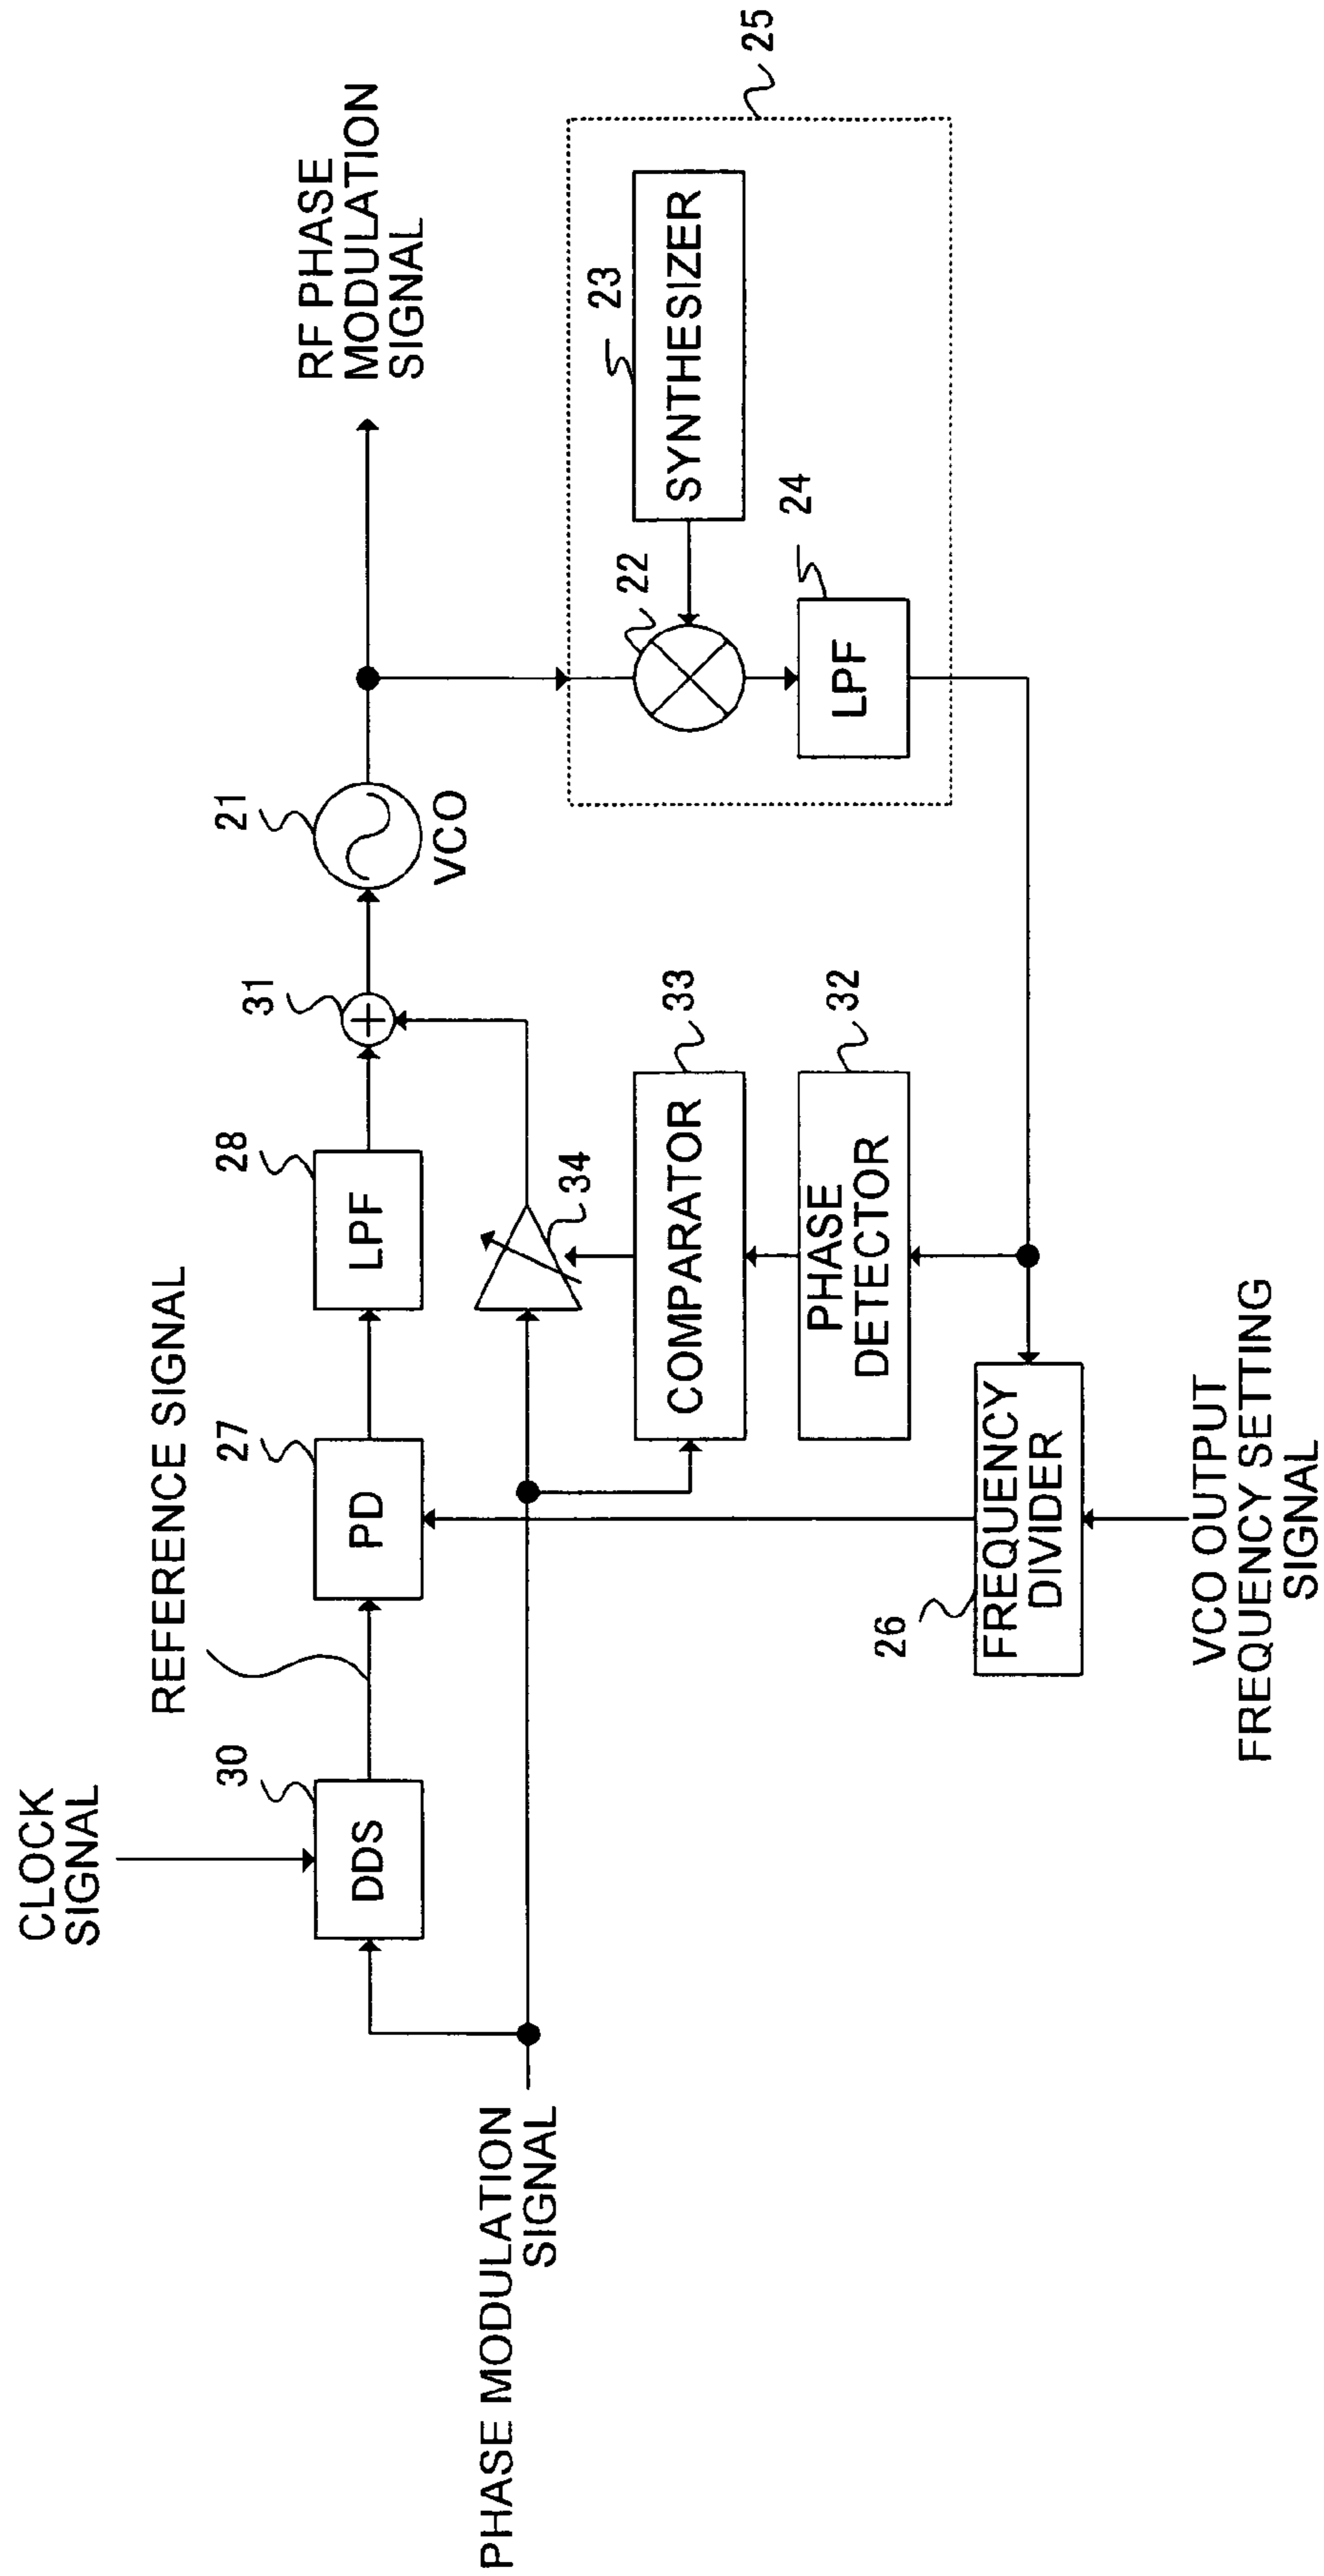 CLOCK
SIGNAL
REFERENCE SIGNAL
RF PHASE
MODULATION
SIGNAL
30
DDS
27
PD
28
LPF
31
21
VCO
25
PHASE MODULATION
SIGNAL
34
22
23
SYNTHESIZER
33
COMPARATOR
24
LPF
32
PHASE
DETECTOR
26
FREQUENCY
DIVIDER
VCO OUTPUT
FREQUENCY SETTING
SIGNAL